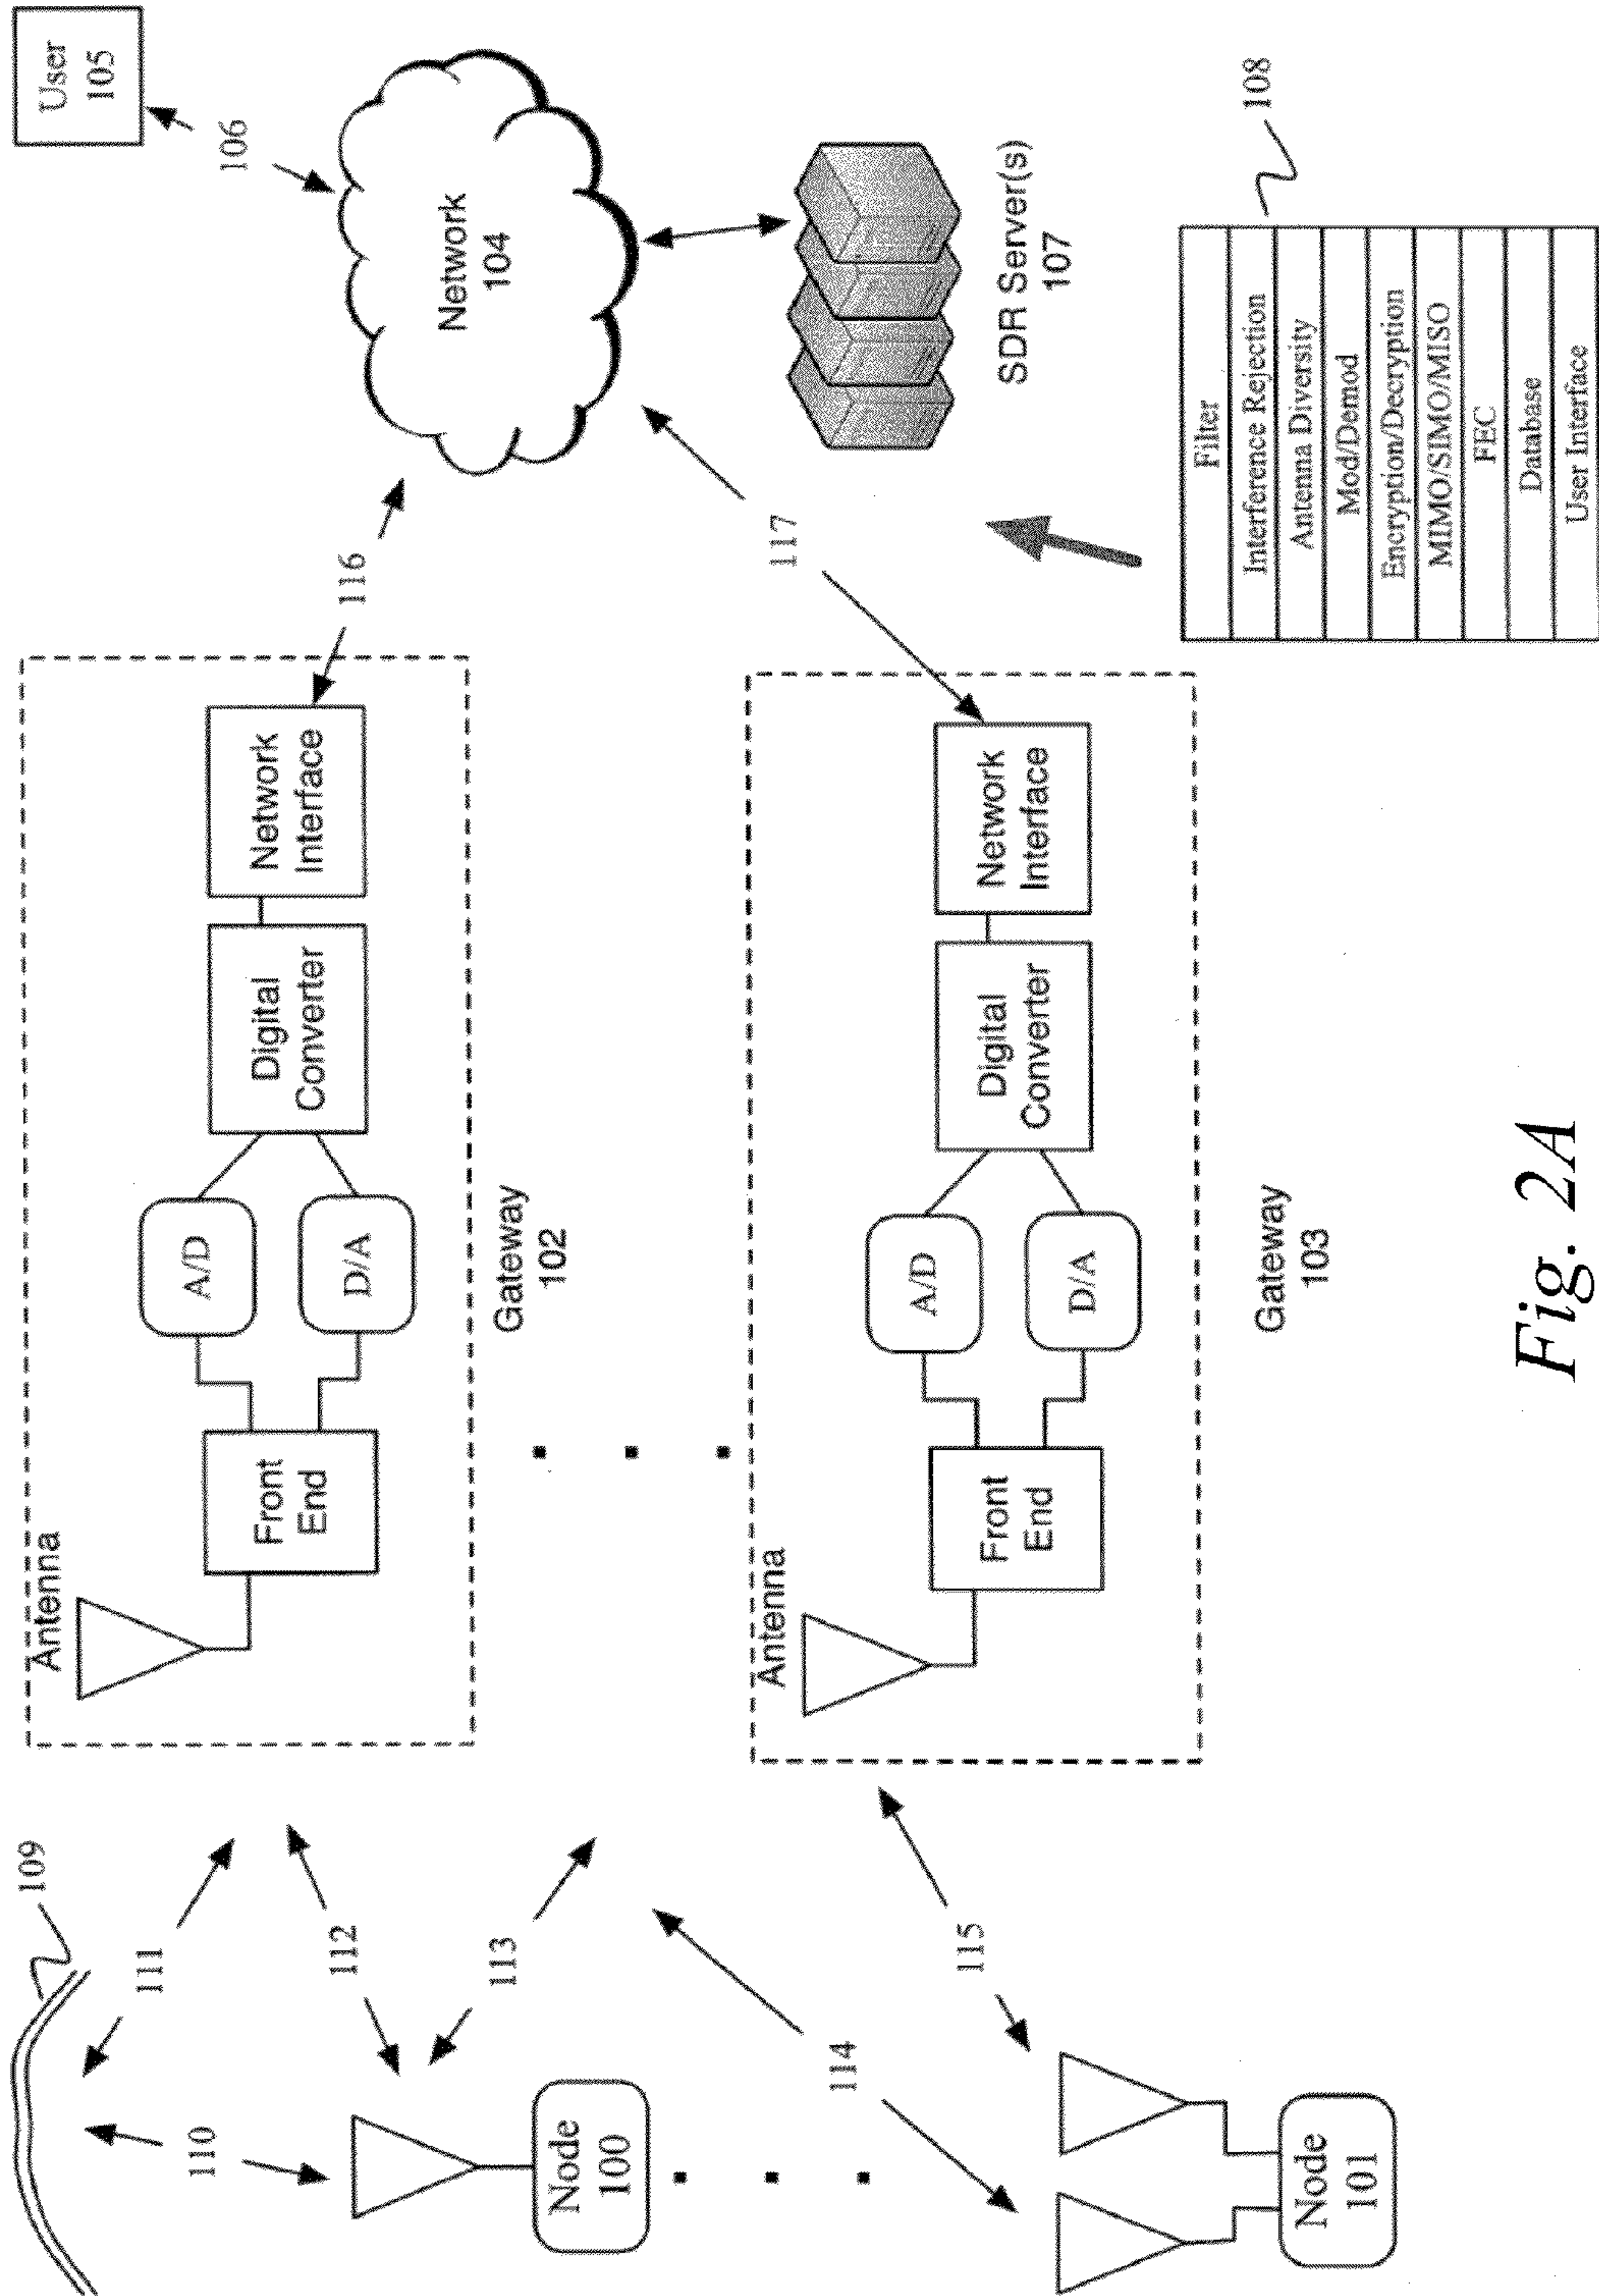 109
111
110
112
113
114
115
Node
100
Node
101
Antenna
Front
End
A/D
D/A
Digital
Converter
Network
Interface
Gateway
102
Antenna
Front
End
A/D
D/A
Digital
Converter
Network
Interface
Gateway
103
116
117
User
105
106
Network
104
SDR Server(s)
107
108
Filter
Interference Rejection
Antenna Diversity
Mod/Demod
Encryption/Decryption
MIMO/SIMO/MISO
FEC
Database
User Interface
Fig. 2A